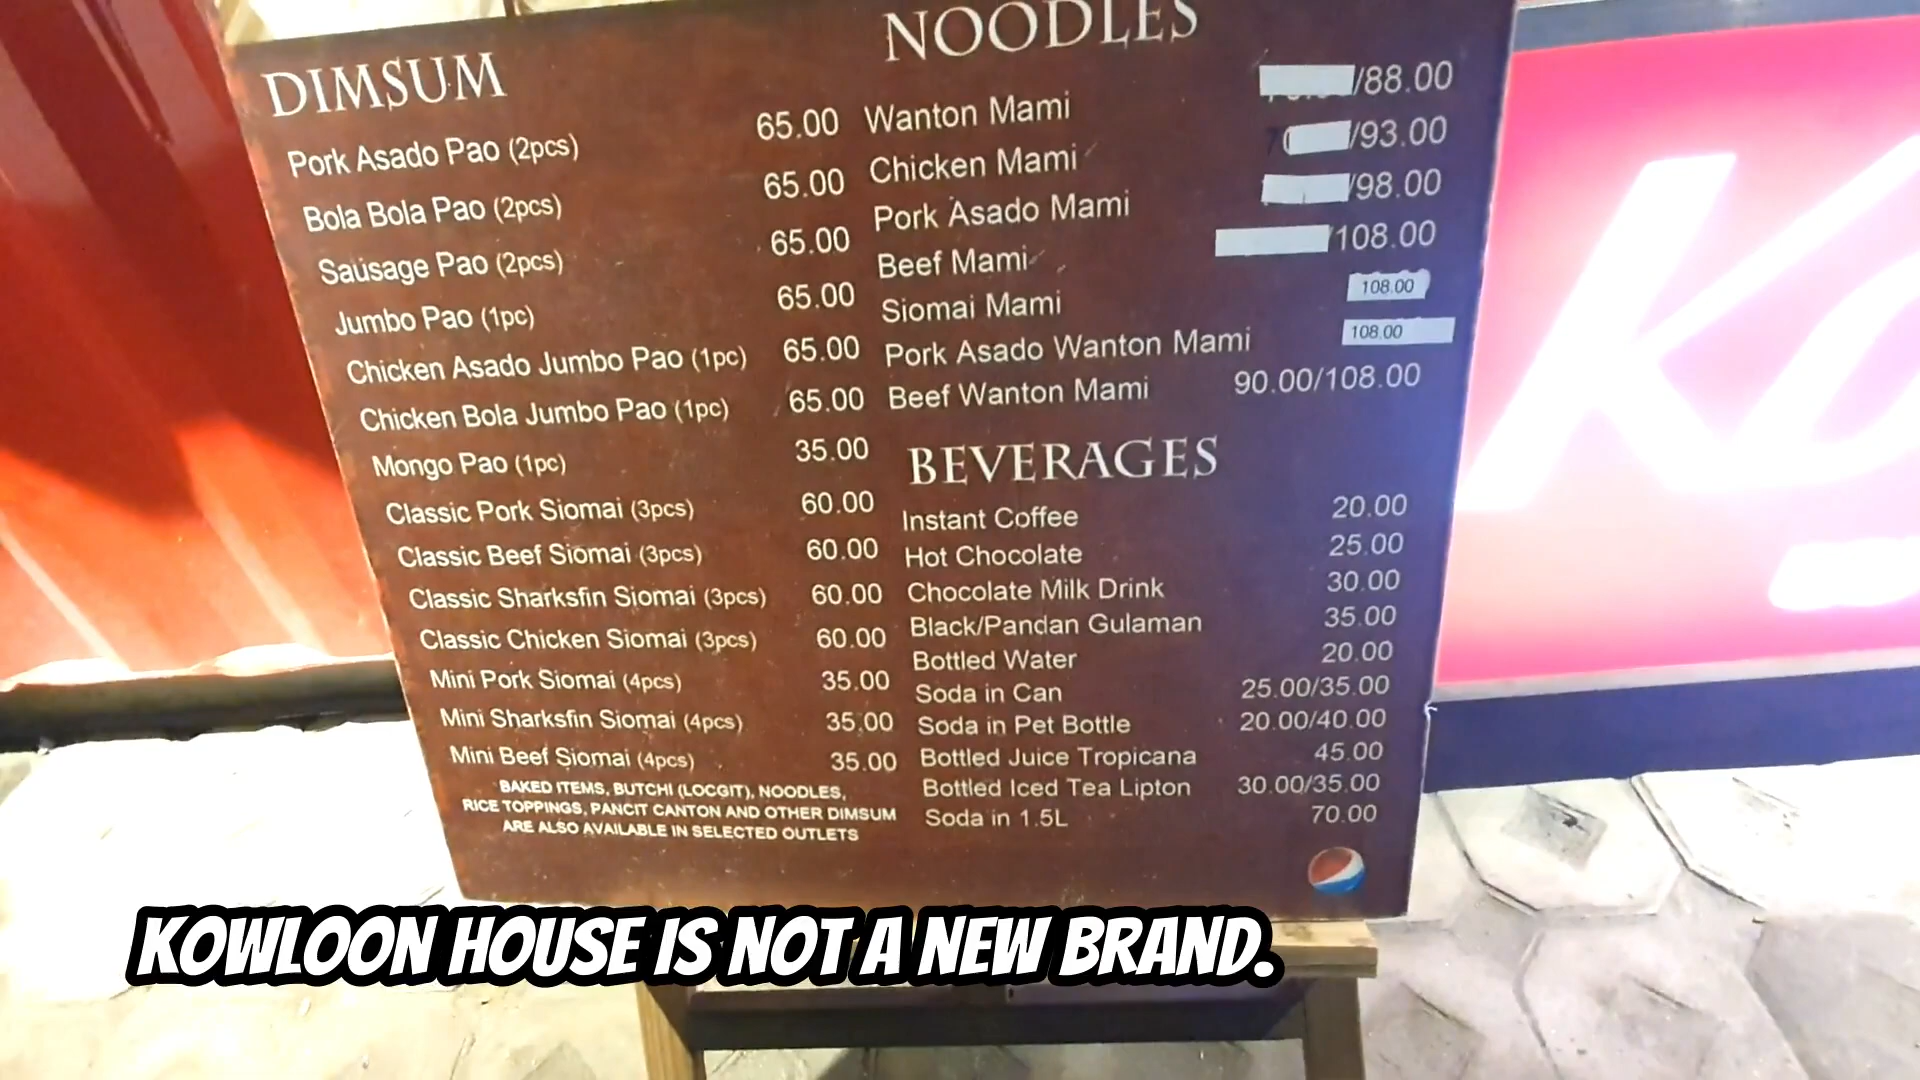 DIMSUM
Pork Asado Pao (2pcs) 65.00
Bola Bola Pao (2pcs) 65.00
Sausage Pao (2pcs) 65.00
Jumbo Pao (1pc) 65.00
Chicken Asado Jumbo Pao (1pc) 65.00
Chicken Bola Jumbo Pao (1pc) 65.00
Mongo Pao (1pc) 35.00
Classic Pork Siomai (3pcs) 60.00
Classic Beef Siomai (3pcs) 60.00
Classic Sharksfin Siomai (3pcs) 60.00
Classic Chicken Siomai (3pcs) 60.00
Mini Pork Siomai (4pcs) 35.00
Mini Sharksfin Siomai (4pcs) 35.00
Mini Beef Siomai (4pcs) 35.00
BAKED ITEMS, BUTCHI (LOCGIT), NOODLES,
RICE TOPPINGS, PANCIT CANTON AND OTHER DIMSUM
ARE ALSO AVAILABLE IN SELECTED OUTLETS
NOODLES
Wanton Mami /88.00
Chicken Mami /93.00
Pork Asado Mami /98.00
Beef Mami /108.00
Siomai Mami 108.00
Pork Asado Wanton Mami 108.00
Beef Wanton Mami 90.00/108.00
BEVERAGES
Instant Coffee 20.00
Hot Chocolate 25.00
Chocolate Milk Drink 30.00
Black/Pandan Gulaman 35.00
Bottled Water 20.00
Soda in Can 25.00/35.00
Soda in Pet Bottle 20.00/40.00
Bottled Juice Tropicana 45.00
Bottled Iced Tea Lipton 30.00/35.00
Soda in 1.5L 70.00
KOWLOON HOUSE IS NOT A NEW BRAND.